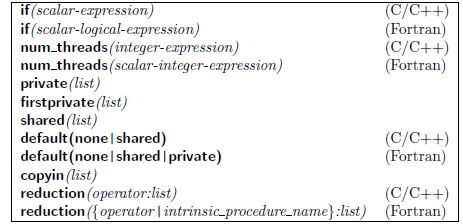 if(scalar-expression) (C/C++)
if(scalar-logical-expression) (Fortran)
num_threads(integer-expression) (C/C++)
num_threads(scalar-integer-expression) (Fortran)
private(list)
firstprivate(list)
shared(list)
default(none|shared) (C/C++)
default(none|shared|private) (Fortran)
copyin(list)
reduction(operator:list) (C/C++)
reduction({operator|intrinsic_procedure_name}:list) (Fortran)